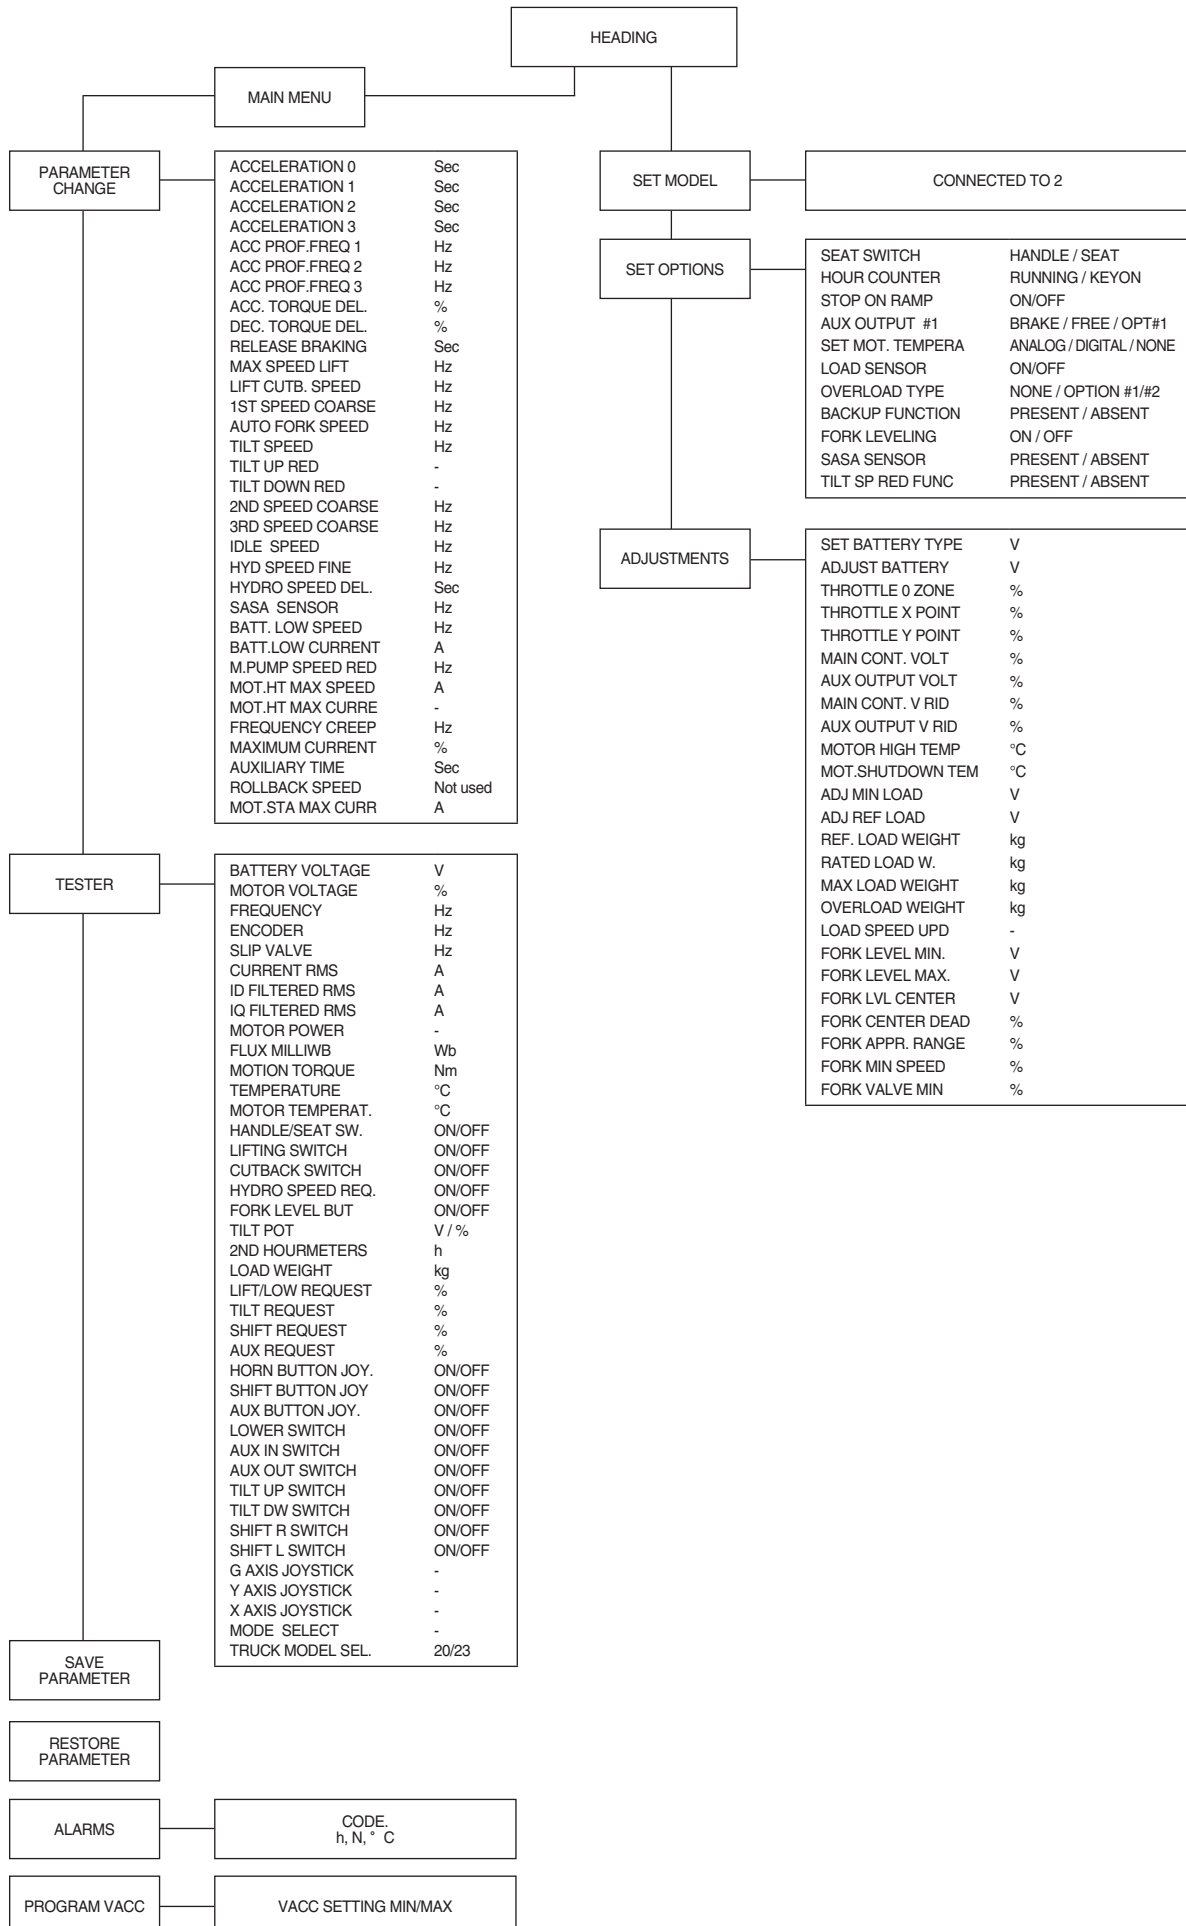 HEADING
MAIN MENU
PARAMETER
CHANGE
ACCELERATION 0 Sec
ACCELERATION 1 Sec
ACCELERATION 2 Sec
ACCELERATION 3 Sec
ACC PROF.FREQ 1 Hz
ACC PROF.FREQ 2 Hz
ACC PROF.FREQ 3 Hz
ACC. TORQUE DEL. %
DEC. TORQUE DEL. %
RELEASE BRAKING Sec
MAX SPEED LIFT Hz
LIFT CUTB. SPEED Hz
1ST SPEED COARSE Hz
AUTO FORK SPEED Hz
TILT SPEED Hz
TILT UP RED -
TILT DOWN RED -
2ND SPEED COARSE Hz
3RD SPEED COARSE Hz
IDLE SPEED Hz
HYD SPEED FINE Hz
HYDRO SPEED DEL. Sec
SASA SENSOR Hz
BATT. LOW SPEED Hz
BATT.LOW CURRENT A
M.PUMP SPEED RED Hz
MOT.HT MAX SPEED A
MOT.HT MAX CURRE -
FREQUENCY CREEP Hz
MAXIMUM CURRENT %
AUXILIARY TIME Sec
ROLLBACK SPEED Not used
MOT.STA MAX CURR A
TESTER
BATTERY VOLTAGE V
MOTOR VOLTAGE %
FREQUENCY Hz
ENCODER Hz
SLIP VALVE Hz
CURRENT RMS A
ID FILTERED RMS A
IQ FILTERED RMS A
MOTOR POWER -
FLUX MILLIWB Wb
MOTION TORQUE Nm
TEMPERATURE °C
MOTOR TEMPERAT. °C
HANDLE/SEAT SW. ON/OFF
LIFTING SWITCH ON/OFF
CUTBACK SWITCH ON/OFF
HYDRO SPEED REQ. ON/OFF
FORK LEVEL BUT ON/OFF
TILT POT V / %
2ND HOURMETERS h
LOAD WEIGHT kg
LIFT/LOW REQUEST %
TILT REQUEST %
SHIFT REQUEST %
AUX REQUEST %
HORN BUTTON JOY. ON/OFF
SHIFT BUTTON JOY ON/OFF
AUX BUTTON JOY. ON/OFF
LOWER SWITCH ON/OFF
AUX IN SWITCH ON/OFF
AUX OUT SWITCH ON/OFF
TILT UP SWITCH ON/OFF
TILT DW SWITCH ON/OFF
SHIFT R SWITCH ON/OFF
SHIFT L SWITCH ON/OFF
G AXIS JOYSTICK -
Y AXIS JOYSTICK -
X AXIS JOYSTICK -
MODE SELECT -
TRUCK MODEL SEL. 20/23
SAVE
PARAMETER
RESTORE
PARAMETER
ALARMS
CODE.
h, N, ° C
PROGRAM VACC
VACC SETTING MIN/MAX
SET MODEL
CONNECTED TO 2
SET OPTIONS
SEAT SWITCH HANDLE / SEAT
HOUR COUNTER RUNNING / KEYON
STOP ON RAMP ON/OFF
AUX OUTPUT #1 BRAKE / FREE / OPT#1
SET MOT. TEMPERA ANALOG / DIGITAL / NONE
LOAD SENSOR ON/OFF
OVERLOAD TYPE NONE / OPTION #1/#2
BACKUP FUNCTION PRESENT / ABSENT
FORK LEVELING ON / OFF
SASA SENSOR PRESENT / ABSENT
TILT SP RED FUNC PRESENT / ABSENT
ADJUSTMENTS
SET BATTERY TYPE V
ADJUST BATTERY V
THROTTLE 0 ZONE %
THROTTLE X POINT %
THROTTLE Y POINT %
MAIN CONT. VOLT %
AUX OUTPUT VOLT %
MAIN CONT. V RID %
AUX OUTPUT V RID %
MOTOR HIGH TEMP °C
MOT.SHUTDOWN TEM °C
ADJ MIN LOAD V
ADJ REF LOAD V
REF. LOAD WEIGHT kg
RATED LOAD W. kg
MAX LOAD WEIGHT kg
OVERLOAD WEIGHT kg
LOAD SPEED UPD -
FORK LEVEL MIN. V
FORK LEVEL MAX. V
FORK LVL CENTER V
FORK CENTER DEAD %
FORK APPR. RANGE %
FORK MIN SPEED %
FORK VALVE MIN %